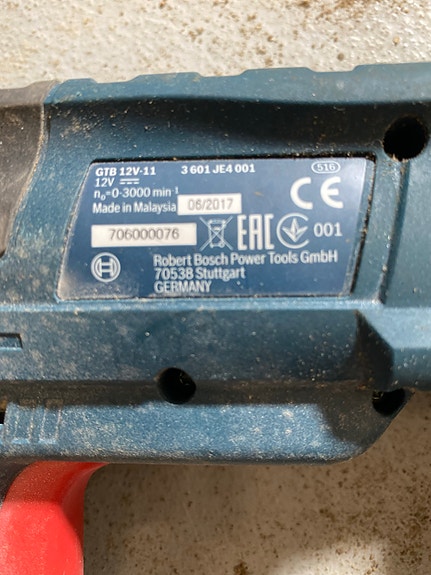 GTB 12V-11 3 601 JE4 001 516
12V
n₀=0-3000 min⁻¹
Made in Malaysia 06/2017
706000076 EAC 001
Robert Bosch Power Tools GmbH
70538 Stuttgart
GERMANY
CE